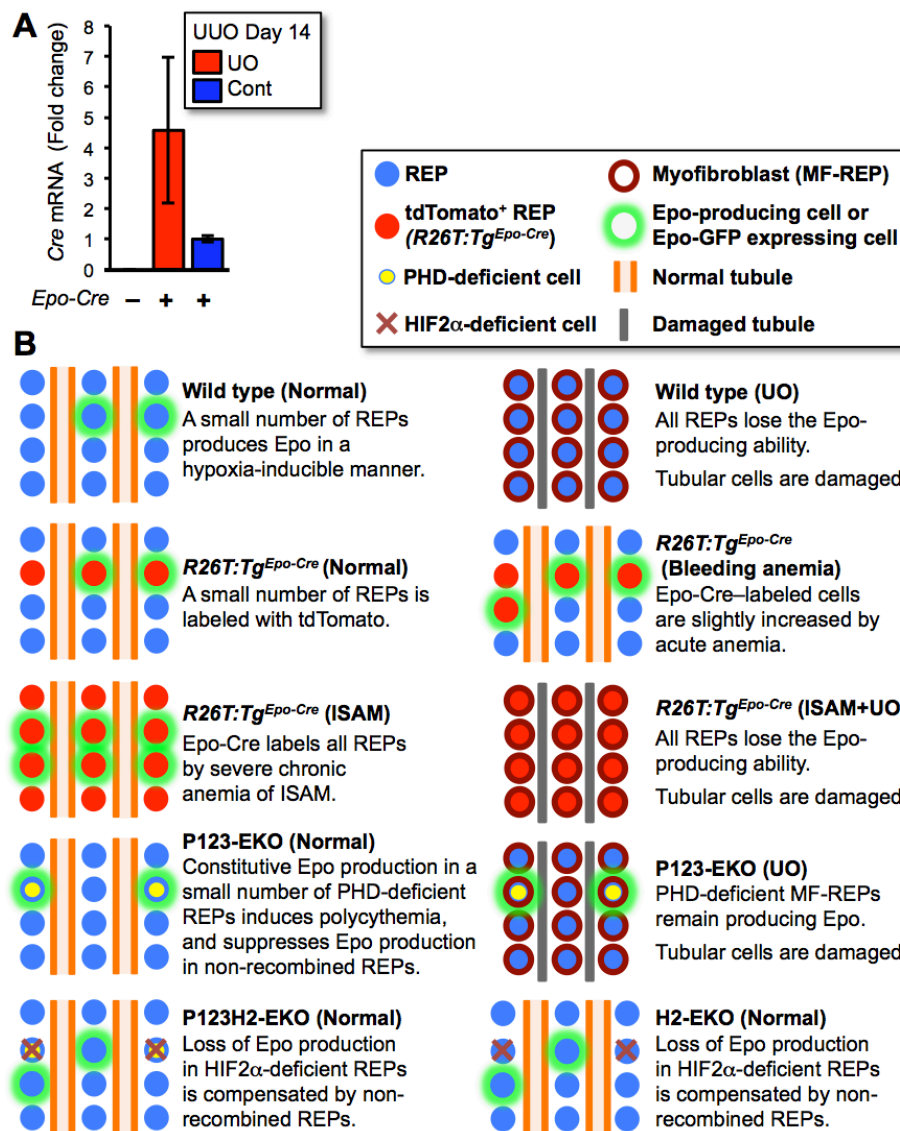 A
Cre mRNA (Fold change)
8
7
6
5
4
3
2
1
0
UUO Day 14
UO
Cont
Epo-Cre − + +
REP
tdTomato⁺ REP
(R26T:Tg^Epo-Cre)
PHD-deficient cell
HIF2α-deficient cell
Myofibroblast (MF-REP)
Epo-producing cell or
Epo-GFP expressing cell
Normal tubule
Damaged tubule
B
Wild type (Normal)
A small number of REPs
produces Epo in a
hypoxia-inducible manner.
Wild type (UO)
All REPs lose the Epo-
producing ability.
Tubular cells are damaged
R26T:Tg^Epo-Cre (Normal)
A small number of REPs is
labeled with tdTomato.
R26T:Tg^Epo-Cre
(Bleeding anemia)
Epo-Cre–labeled cells
are slightly increased by
acute anemia.
R26T:Tg^Epo-Cre (ISAM)
Epo-Cre labels all REPs
by severe chronic
anemia of ISAM.
R26T:Tg^Epo-Cre (ISAM+UO
All REPs lose the Epo-
producing ability.
Tubular cells are damaged
P123-EKO (Normal)
Constitutive Epo production in a
small number of PHD-deficient
REPs induces polycythemia,
and suppresses Epo production
in non-recombined REPs.
P123-EKO (UO)
PHD-deficient MF-REPs
remain producing Epo.
Tubular cells are damaged
P123H2-EKO (Normal)
Loss of Epo production
in HIF2α-deficient REPs
is compensated by non-
recombined REPs.
H2-EKO (Normal)
Loss of Epo production
in HIF2α-deficient REPs
is compensated by non-
recombined REPs.